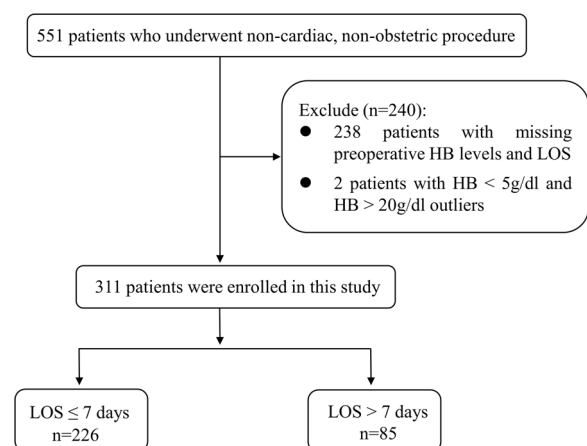 551 patients who underwent non-cardiac, non-obstetric procedure
Exclude (n=240):
● 238 patients with missing
preoperative HB levels and LOS
● 2 patients with HB < 5g/dl and
HB > 20g/dl outliers
311 patients were enrolled in this study
LOS ≤ 7 days
n=226
LOS > 7 days
n=85